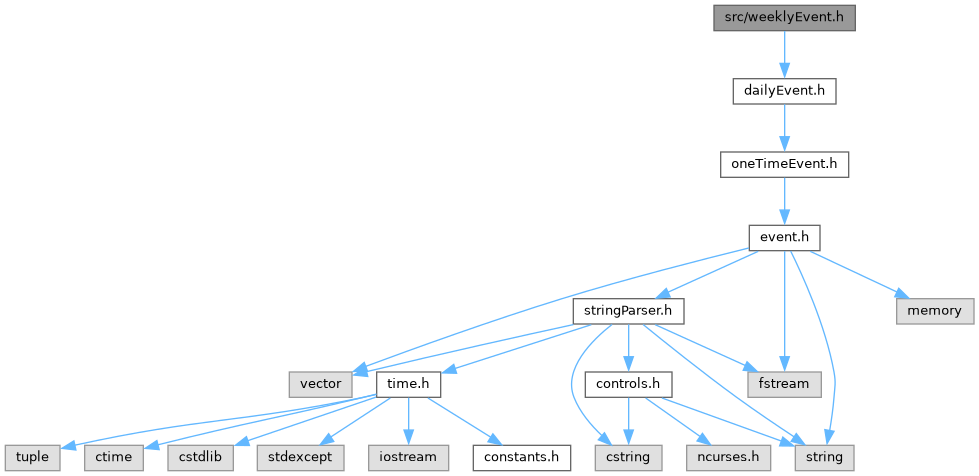 src/weeklyEvent.h
dailyEvent.h
oneTimeEvent.h
event.h
stringParser.h
memory
vector
time.h
controls.h
fstream
tuple
ctime
cstdlib
stdexcept
iostream
constants.h
cstring
ncurses.h
string